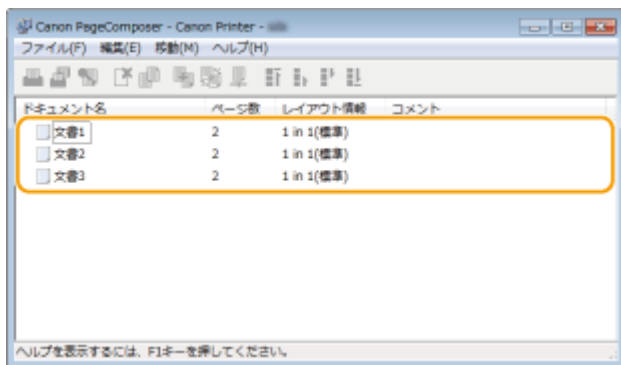 Canon PageComposer - Canon Printer -
ファイル(F) 編集(E) 移動(M) ヘルプ(H)
ドキュメント名 ページ数 レイアウト情報 コメント
文書1 2 1 in 1(標準)
文書2 2 1 in 1(標準)
文書3 2 1 in 1(標準)
ヘルプを表示するには、F1キーを押してください。